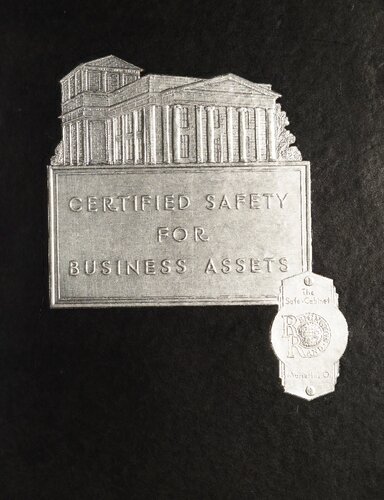 CERTIFIED SAFETY
FOR
BUSINESS ASSETS
The
Safe-Cabinet